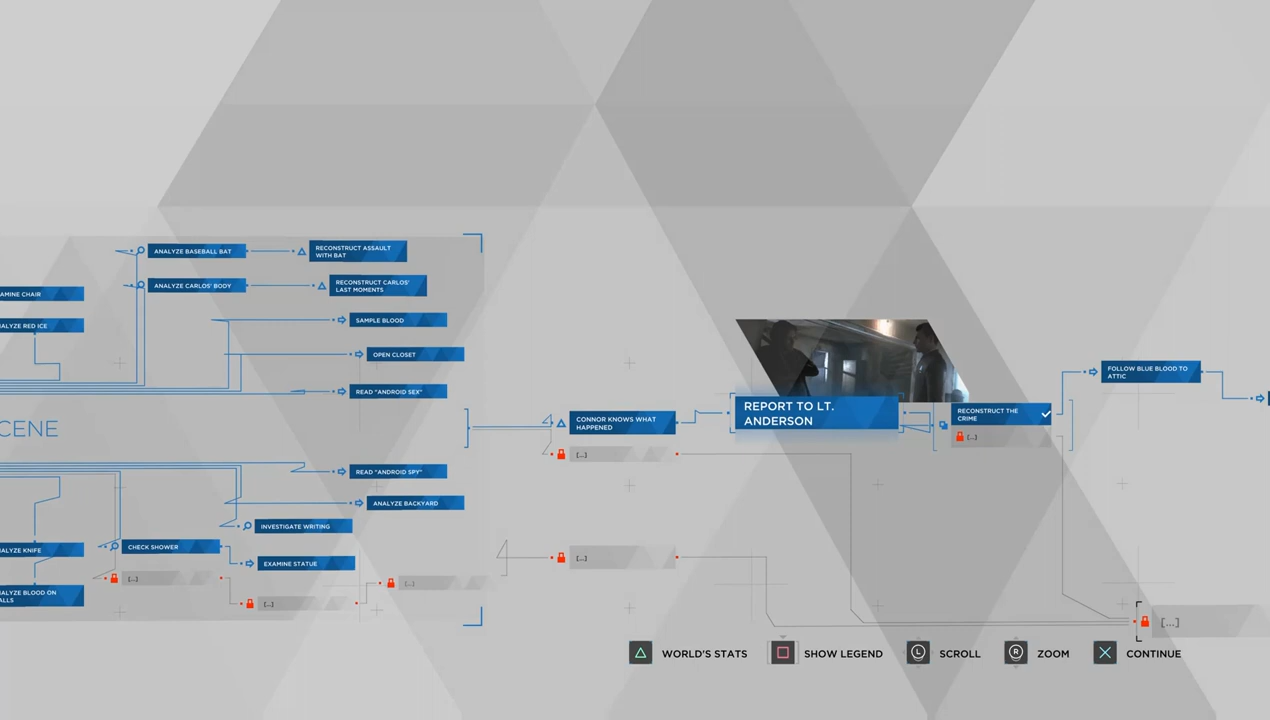 ANALYZE BASEBALL BAT
RECONSTRUCT ASSAULT
WITH BAT
ANALYZE CARLOS' BODY
RECONSTRUCT CARLOS'
LAST MOMENTS
AMINE CHAIR
ALYZE RED ICE
SAMPLE BLOOD
OPEN CLOSET
READ "ANDROID SEX"
CENE
CONNOR KNOWS WHAT
HAPPENED
[...]
REPORT TO LT.
ANDERSON
RECONSTRUCT THE
CRIME
[...]
FOLLOW BLUE BLOOD TO
ATTIC
READ "ANDROID SPY"
ANALYZE BACKYARD
INVESTIGATE WRITING
ALYZE KNIFE
CHECK SHOWER
EXAMINE STATUE
[...]
[...]
[...]
[...]
ALYZE BLOOD ON
ALLS
[...]
WORLD'S STATS
SHOW LEGEND
L
SCROLL
R
ZOOM
CONTINUE